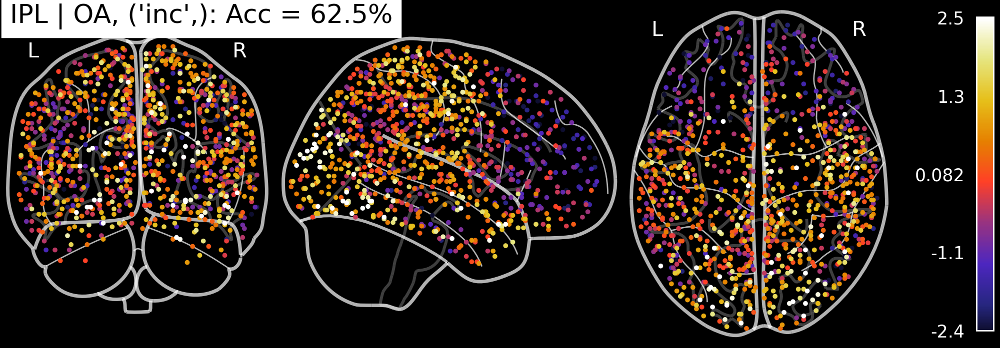 IPL | OA, ('inc',): Acc = 62.5%
L
R
L
R
2.5
1.3
0.082
-1.1
-2.4